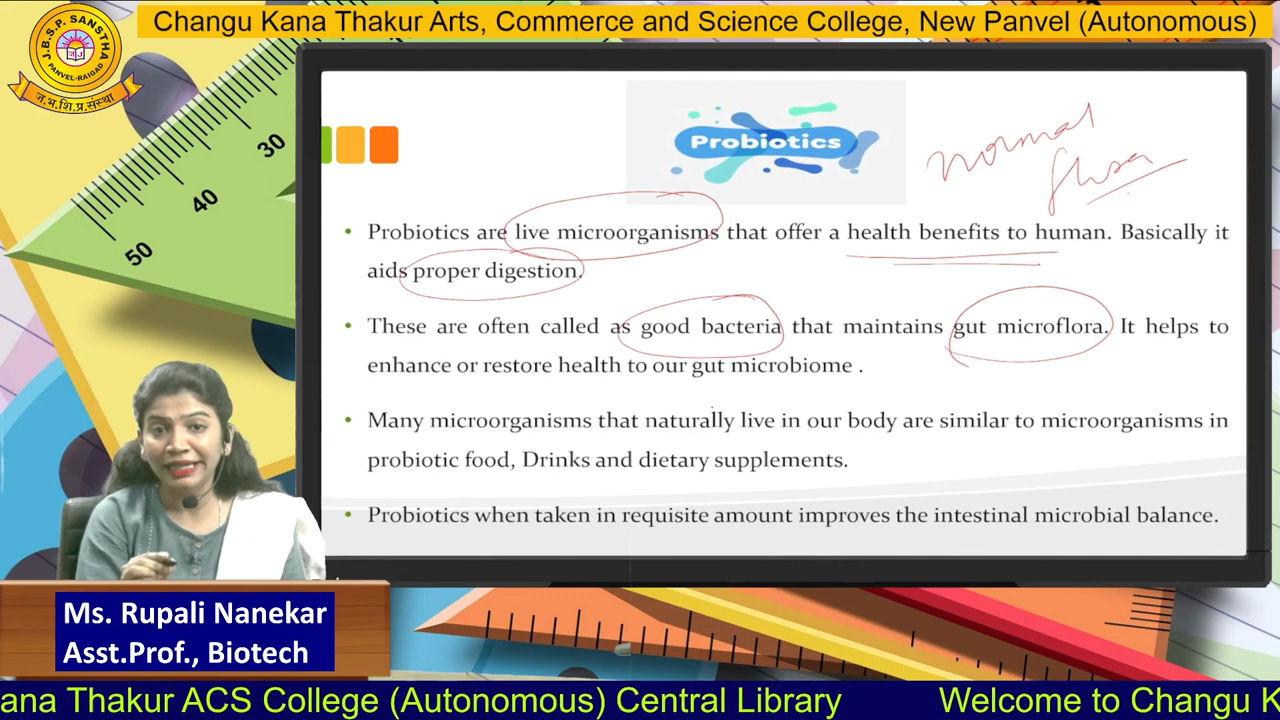 Changu Kana Thakur Arts, Commerce and Science College, New Panvel (Autonomous)
J.B.S.P. SANSTHA
PANVEL-RAIGAD
ज.भ.शि.प्र.संस्था
30
40
50
Probiotics
normal
flora
• Probiotics are live microorganisms that offer a health benefits to human. Basically it
aids proper digestion.
• These are often called as good bacteria that maintains gut microflora. It helps to
enhance or restore health to our gut microbiome .
• Many microorganisms that naturally live in our body are similar to microorganisms in
probiotic food, Drinks and dietary supplements.
• Probiotics when taken in requisite amount improves the intestinal microbial balance.
Ms. Rupali Nanekar
Asst.Prof., Biotech
ana Thakur ACS College (Autonomous) Central Library Welcome to Changu K